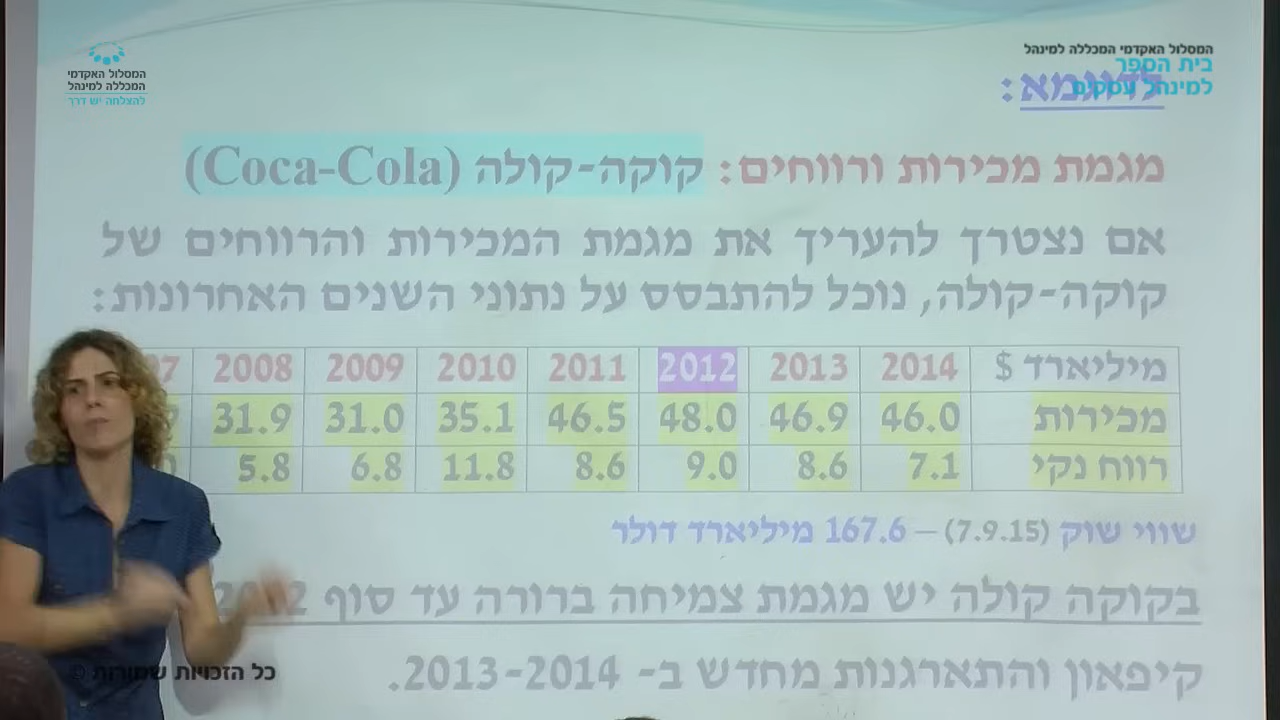 המסלול האקדמי המכללה למינהל
בית הספר
למינהל עסקים
המסלול האקדמי
המכללה למינהל
להצלחה יש דרך
לדוגמא:
מגמת מכירות ורווחים: קוקה-קולה (Coca-Cola)
אם נצטרך להעריך את מגמת המכירות והרווחים של
קוקה-קולה, נוכל להתבסס על נתוני השנים האחרונות:
מיליארד $ 2014 2013 2012 2011 2010 2009 2008
מכירות 46.0 46.9 48.0 46.5 35.1 31.0 31.9
רווח נקי 7.1 8.6 9.0 8.6 11.8 6.8 5.8
שווי שוק (7.9.15) – 167.6 מיליארד דולר
בקוקה קולה יש מגמת צמיחה ברורה עד סוף 2012
קיפאון והתארגנות מחדש ב- 2013-2014.
כל הזכויות שמורות ©